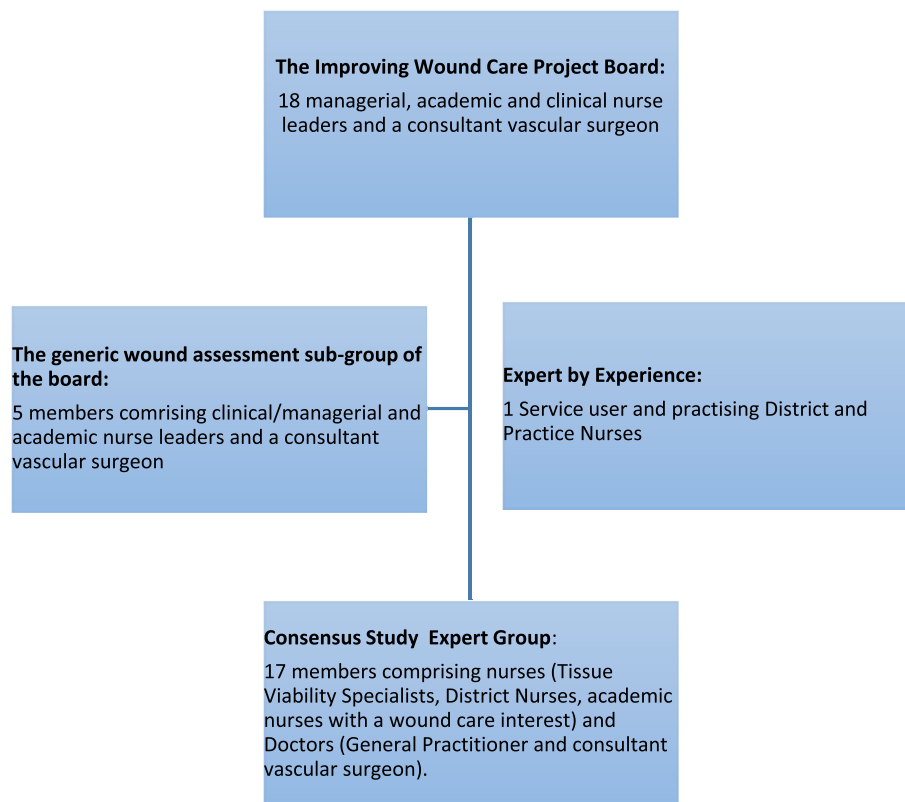 The Improving Wound Care Project Board:
18 managerial, academic and clinical nurse
leaders and a consultant vascular surgeon
The generic wound assessment sub-group of
the board:
5 members comrising clinical/managerial and
academic nurse leaders and a consultant
vascular surgeon
Expert by Experience:
1 Service user and practising District and
Practice Nurses
Consensus Study  Expert Group:
17 members comprising nurses (Tissue
Viability Specialists, District Nurses, academic
nurses with a wound care interest) and
Doctors (General Practitioner and consultant
vascular surgeon).